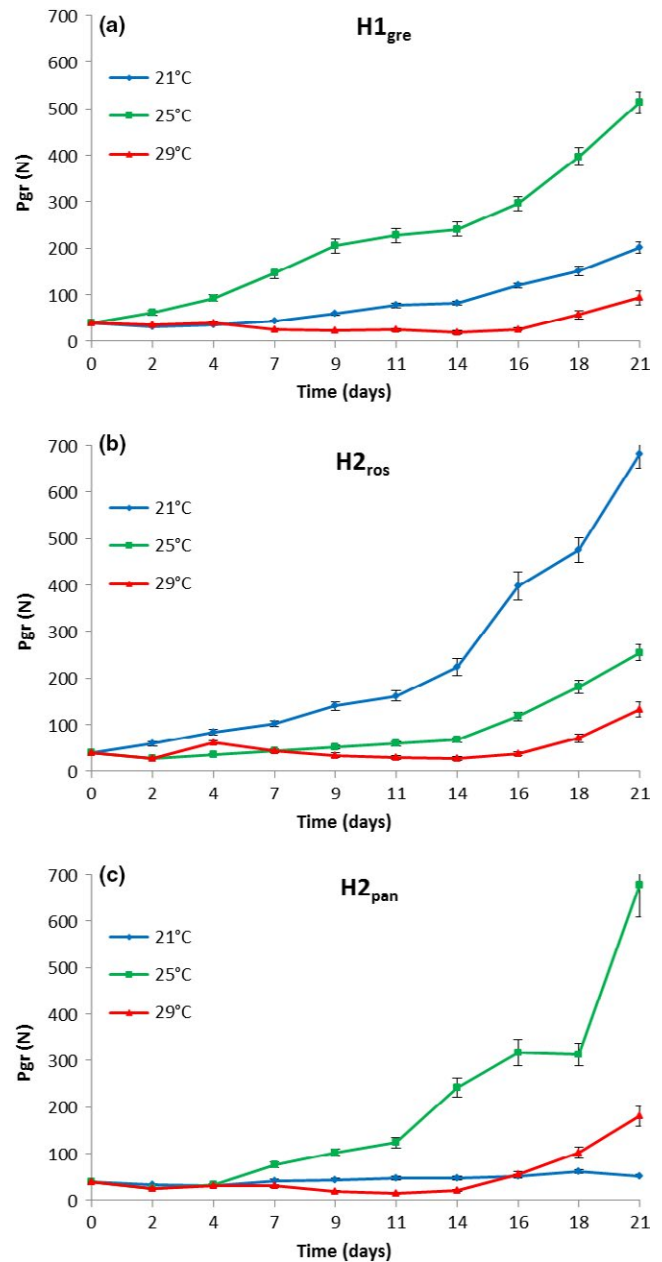 (a) H1gre
700
600
500
400
300
200
100
0
Pgr (N)
21°C
25°C
29°C
0 2 4 7 9 11 14 16 18 21
Time (days)
(b) H2ros
700
600
500
400
300
200
100
0
Pgr (N)
21°C
25°C
29°C
0 2 4 7 9 11 14 16 18 21
Time (days)
(c) H2pan
700
600
500
400
300
200
100
0
Pgr (N)
21°C
25°C
29°C
0 2 4 7 9 11 14 16 18 21
Time (days)